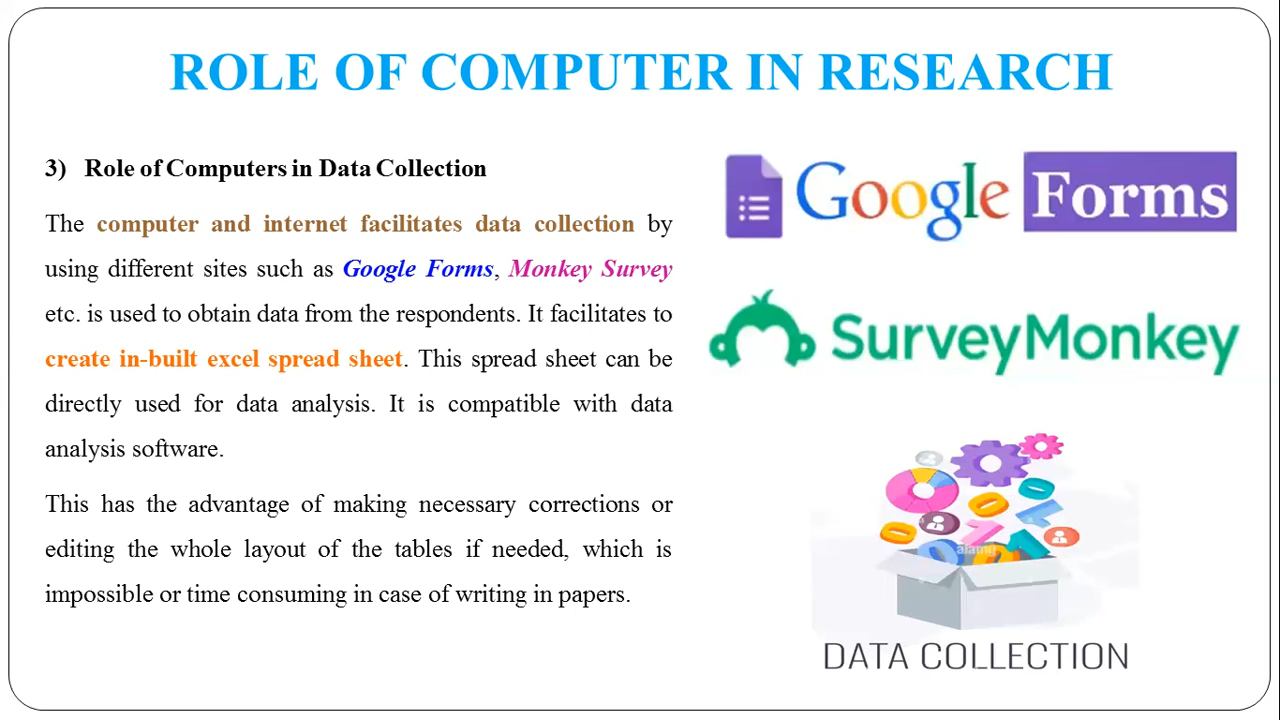 ROLE OF COMPUTER IN RESEARCH
3) Role of Computers in Data Collection
The computer and internet facilitates data collection by
using different sites such as Google Forms, Monkey Survey
etc. is used to obtain data from the respondents. It facilitates to
create in-built excel spread sheet. This spread sheet can be
directly used for data analysis. It is compatible with data
analysis software.
This has the advantage of making necessary corrections or
editing the whole layout of the tables if needed, which is
impossible or time consuming in case of writing in papers.
Google Forms
SurveyMonkey
alamy
DATA COLLECTION